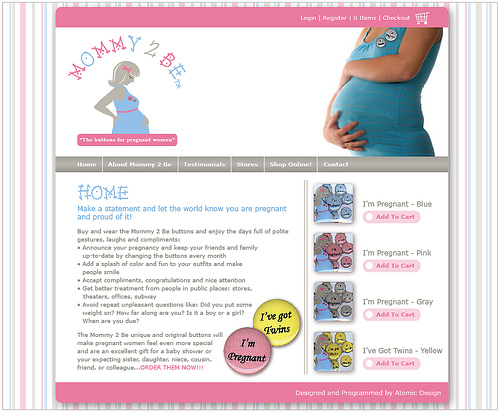 Login | Register | 0 Items | Checkout
MOMMY 2 BE TM
"The buttons for pregnant women"
Home | About Mommy 2 Be | Testimonials | Stores | Shop Online! | Contact
HOME
Make a statement and let the world know you are pregnant
and proud of it!
Buy and wear the Mommy 2 Be buttons and enjoy the days full of polite
gestures, laughs and compliments:
• Announce your pregnancy and keep your friends and family
up-to-date by changing the buttons every month
• Add a splash of color and fun to your outfits and make
people smile
• Accept compliments, congratulations and nice attention
• Get better treatment from people in public places: stores,
theaters, offices, subway
• Avoid repeat unpleasant questions like: Did you put some
weight on? How far along are you? Is it a boy or a girl?
When are you due?
The Mommy 2 Be unique and original buttons will
make pregnant women feel even more special
and are an excellent gift for a baby shower or
your expecting sister, daughter, niece, cousin,
friend, or colleague...ORDER THEM NOW!!!
I've got
Twins
I'm
Pregnant
I'm Pregnant - Blue
Add To Cart
I'm Pregnant - Pink
Add To Cart
I'm Pregnant - Gray
Add To Cart
I've Got Twins - Yellow
Add To Cart
Designed and Programmed by Atomic Design